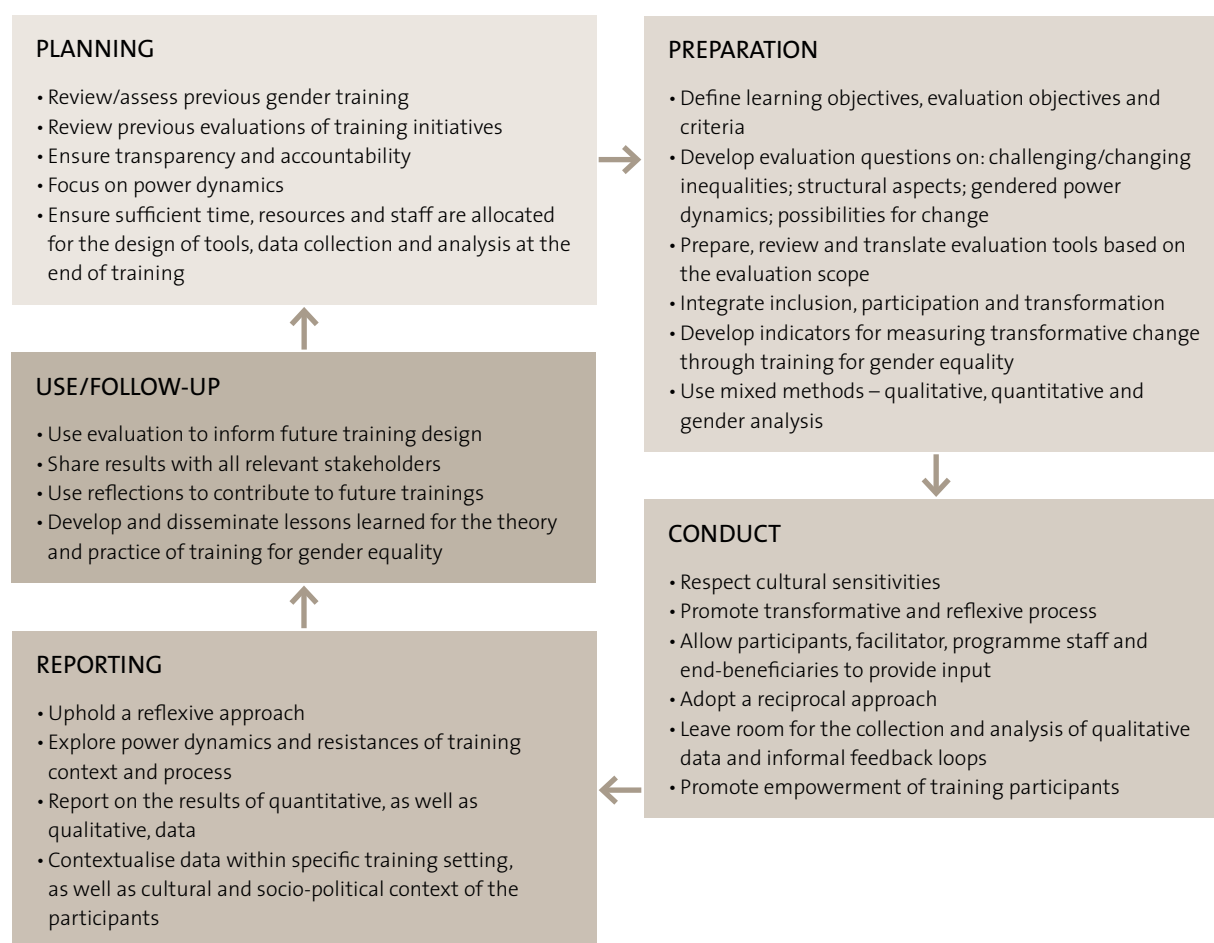 PLANNING
• Review/assess previous gender training
• Review previous evaluations of training initiatives
• Ensure transparency and accountability
• Focus on power dynamics
• Ensure sufficient time, resources and staff are allocated
for the design of tools, data collection and analysis at the
end of training
PREPARATION
• Define learning objectives, evaluation objectives and
criteria
• Develop evaluation questions on: challenging/changing
inequalities; structural aspects; gendered power
dynamics; possibilities for change
• Prepare, review and translate evaluation tools based on
the evaluation scope
• Integrate inclusion, participation and transformation
• Develop indicators for measuring transformative change
through training for gender equality
• Use mixed methods – qualitative, quantitative and
gender analysis
CONDUCT
• Respect cultural sensitivities
• Promote transformative and reflexive process
• Allow participants, facilitator, programme staff and
end-beneficiaries to provide input
• Adopt a reciprocal approach
• Leave room for the collection and analysis of qualitative
data and informal feedback loops
• Promote empowerment of training participants
REPORTING
• Uphold a reflexive approach
• Explore power dynamics and resistances of training
context and process
• Report on the results of quantitative, as well as
qualitative, data
• Contextualise data within specific training setting,
as well as cultural and socio-political context of the
participants
USE/FOLLOW-UP
• Use evaluation to inform future training design
• Share results with all relevant stakeholders
• Use reflections to contribute to future trainings
• Develop and disseminate lessons learned for the theory
and practice of training for gender equality